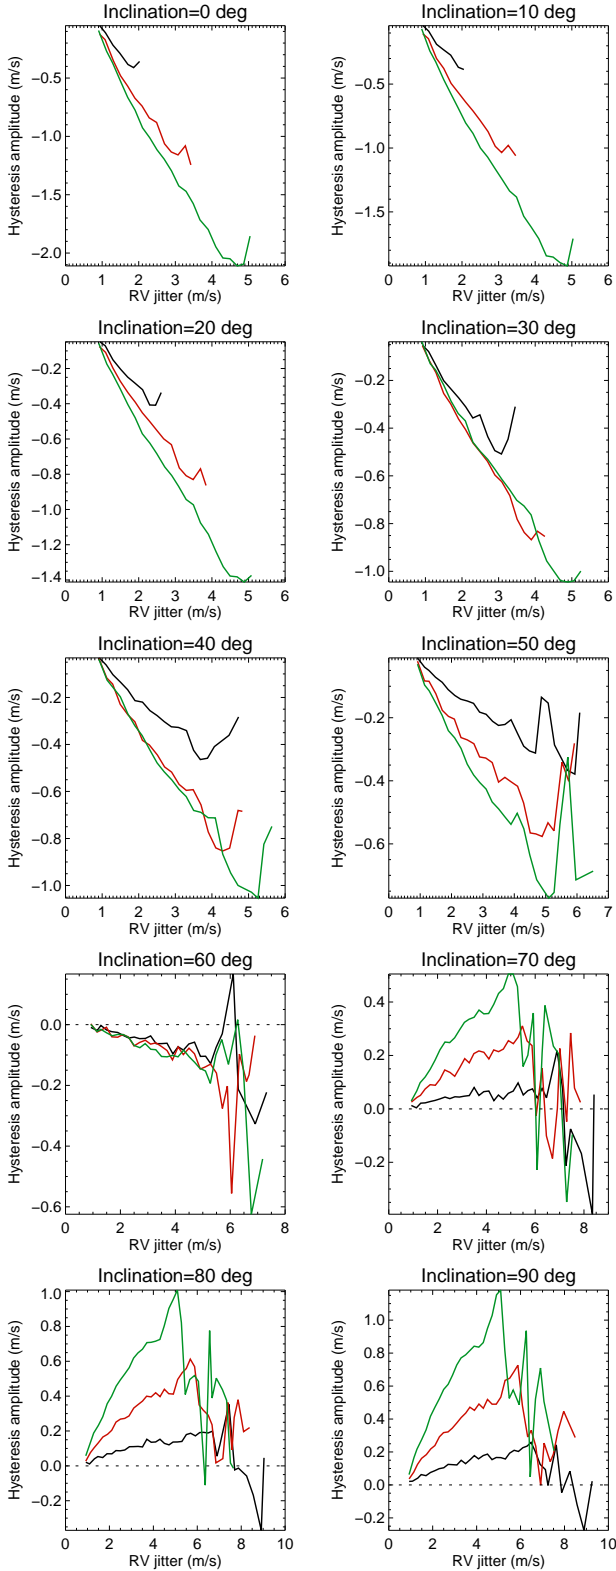 Inclination=0 deg
Hysteresis amplitude (m/s)
−0.5
−1.0
−1.5
−2.0
0 1 2 3 4 5 6
RV jitter (m/s)
Inclination=10 deg
Hysteresis amplitude (m/s)
−0.5
−1.0
−1.5
0 1 2 3 4 5 6
RV jitter (m/s)
Inclination=20 deg
Hysteresis amplitude (m/s)
−0.2
−0.4
−0.6
−0.8
−1.0
−1.2
−1.4
0 1 2 3 4 5 6
RV jitter (m/s)
Inclination=30 deg
Hysteresis amplitude (m/s)
−0.2
−0.4
−0.6
−0.8
−1.0
0 1 2 3 4 5 6
RV jitter (m/s)
Inclination=40 deg
Hysteresis amplitude (m/s)
−0.2
−0.4
−0.6
−0.8
−1.0
0 1 2 3 4 5 6
RV jitter (m/s)
Inclination=50 deg
Hysteresis amplitude (m/s)
−0.2
−0.4
−0.6
0 1 2 3 4 5 6 7
RV jitter (m/s)
Inclination=60 deg
Hysteresis amplitude (m/s)
0.0
−0.2
−0.4
−0.6
0 2 4 6 8
RV jitter (m/s)
Inclination=70 deg
Hysteresis amplitude (m/s)
0.4
0.2
0.0
−0.2
0 2 4 6 8
RV jitter (m/s)
Inclination=80 deg
Hysteresis amplitude (m/s)
1.0
0.8
0.6
0.4
0.2
0.0
−0.2
0 2 4 6 8 10
RV jitter (m/s)
Inclination=90 deg
Hysteresis amplitude (m/s)
1.0
0.8
0.6
0.4
0.2
0.0
−0.2
0 2 4 6 8 10
RV jitter (m/s)